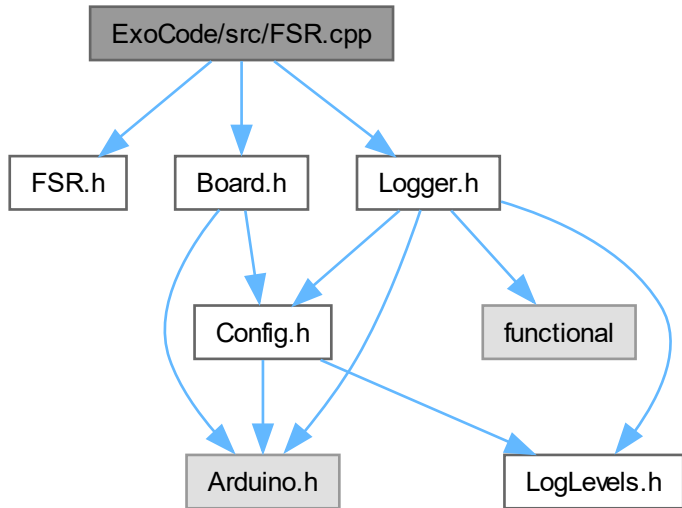 ExoCode/src/FSR.cpp
FSR.h
Board.h
Logger.h
Config.h
functional
Arduino.h
LogLevels.h